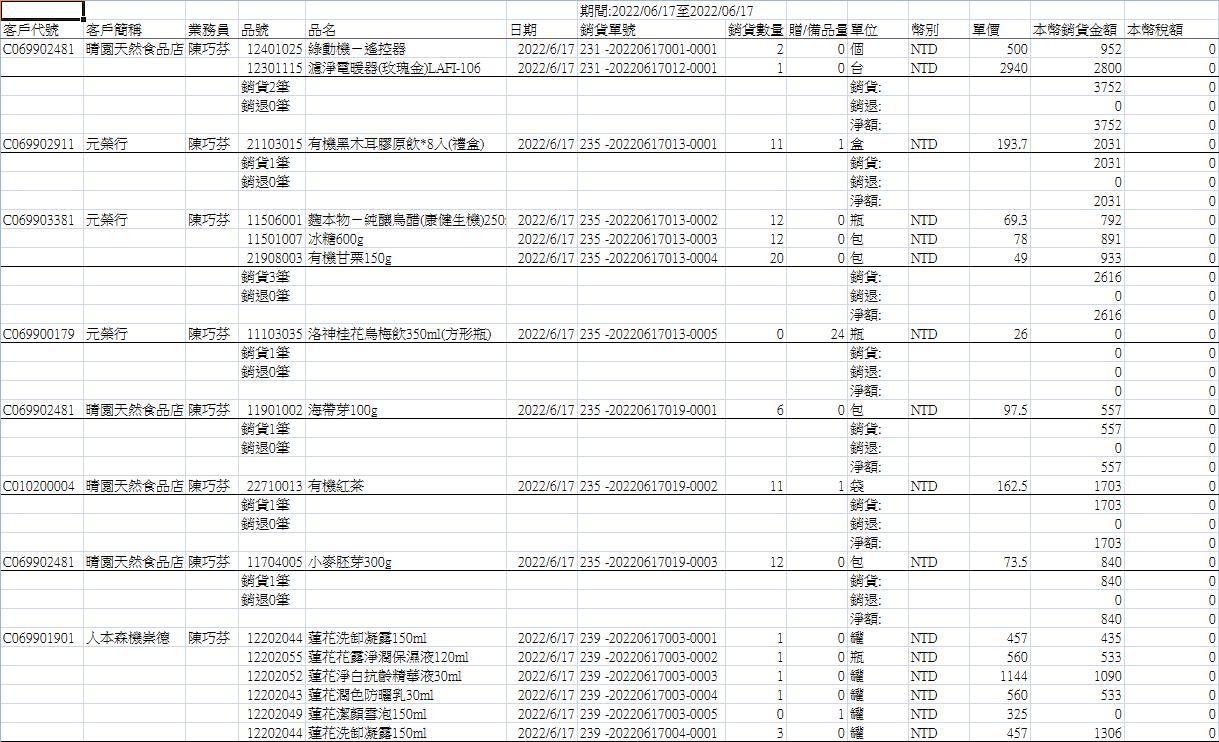 期間:2022/06/17至2022/06/17
客戶代號 客戶簡稱 業務員 品號 品名 日期 銷貨單號 銷貨數量 贈/備品量 單位 幣別 單價 本幣銷貨金額 本幣稅額
C069902481 晴園天然食品店 陳巧芬 12401025 綠動機－遙控器 2022/6/17 231 -20220617001-0001 2 0 個 NTD 500 952 0
12301115 濾淨電暖器(玫瑰金)LAFI-106 2022/6/17 231 -20220617012-0001 1 0 台 NTD 2940 2800 0
銷貨2筆 銷貨: 3752 0
銷退0筆 銷退: 0 0
淨額: 3752 0
C069902911 元榮行 陳巧芬 21103015 有機黑木耳膠原飲*8入(禮盒) 2022/6/17 235 -20220617013-0001 11 1 盒 NTD 193.7 2031 0
銷貨1筆 銷貨: 2031 0
銷退0筆 銷退: 0 0
淨額: 2031 0
C069903381 元榮行 陳巧芬 11506001 麴本物－純釀烏醋(康健生機)250 2022/6/17 235 -20220617013-0002 12 0 瓶 NTD 69.3 792 0
11501007 冰糖600g 2022/6/17 235 -20220617013-0003 12 0 包 NTD 78 891 0
21908003 有機甘栗150g 2022/6/17 235 -20220617013-0004 20 0 包 NTD 49 933 0
銷貨3筆 銷貨: 2616 0
銷退0筆 銷退: 0 0
淨額: 2616 0
C069900179 元榮行 陳巧芬 11103035 洛神桂花烏梅飲350ml(方形瓶) 2022/6/17 235 -20220617013-0005 0 24 瓶 NTD 26 0 0
銷貨1筆 銷貨: 0 0
銷退0筆 銷退: 0 0
淨額: 0 0
C069902481 晴園天然食品店 陳巧芬 11901002 海帶芽100g 2022/6/17 235 -20220617019-0001 6 0 包 NTD 97.5 557 0
銷貨1筆 銷貨: 557 0
銷退0筆 銷退: 0 0
淨額: 557 0
C010200004 晴園天然食品店 陳巧芬 22710013 有機紅茶 2022/6/17 235 -20220617019-0002 11 1 袋 NTD 162.5 1703 0
銷貨1筆 銷貨: 1703 0
銷退0筆 銷退: 0 0
淨額: 1703 0
C069902481 晴園天然食品店 陳巧芬 11704005 小麥胚芽300g 2022/6/17 235 -20220617019-0003 12 0 包 NTD 73.5 840 0
銷貨1筆 銷貨: 840 0
銷退0筆 銷退: 0 0
淨額: 840 0
C069901901 人本森機崇德 陳巧芬 12202044 蓮花洗卸凝露150ml 2022/6/17 239 -20220617003-0001 1 0 罐 NTD 457 435 0
12202055 蓮花花露淨潤保濕液120ml 2022/6/17 239 -20220617003-0002 1 0 瓶 NTD 560 533 0
12202052 蓮花淨白抗齡精華液30ml 2022/6/17 239 -20220617003-0003 1 0 罐 NTD 1144 1090 0
12202043 蓮花潤色防曬乳30ml 2022/6/17 239 -20220617003-0004 1 0 罐 NTD 560 533 0
12202049 蓮花潔顏雪泡150ml 2022/6/17 239 -20220617003-0005 0 1 罐 NTD 325 0 0
12202044 蓮花洗卸凝露150ml 2022/6/17 239 -20220617004-0001 3 0 罐 NTD 457 1306 0